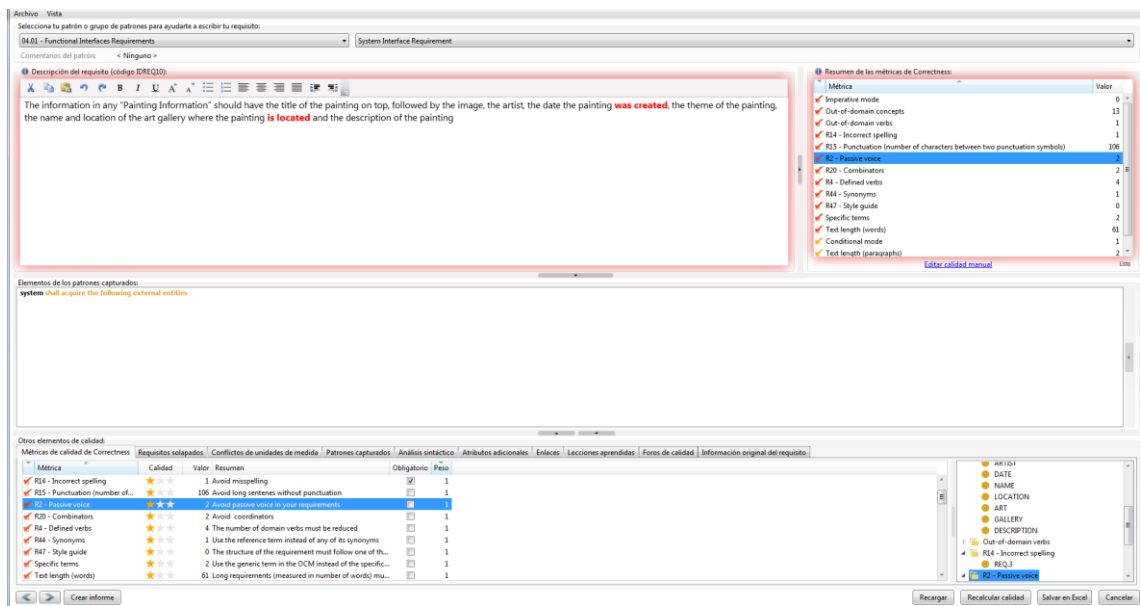 Archivo Vista
Selecciona tu patrón o grupo de patrones para ayudarte a escribir tu requisito:
04.01 - Functional Interfaces Requirements System Interface Requirement
Comentarios del patrón: < Ninguno >
Descripción del requisito (código IDREQ10):
B I U A A
The information in any "Painting Information" should have the title of the painting on top, followed by the image, the artist, the date the painting was created, the theme of the painting,
the name and location of the art gallery where the painting is located and the description of the painting
Resumen de las métricas de Correctness:
Métrica Valor
Imperative mode 0
Out-of-domain concepts 13
Out-of-domain verbs 1
R14 - Incorrect spelling 1
R15 - Punctuation (number of characters between two punctuation symbols) 106
R2 - Passive voice 2
R20 - Combinators 2
R4 - Defined verbs 4
R44 - Synonyms 1
R47 - Style guide 0
Specific terms 2
Text length (words) 61
Conditional mode 1
Text length (paragraphs) 2
Editar calidad manual
Elementos de los patrones capturados:
system shall acquire the following external entities
Otros elementos de calidad:
Métricas de calidad de Correctness Requisitos solapados Conflictos de unidades de medida Patrones capturados Análisis sintáctico Atributos adicionales Enlaces Lecciones aprendidas Foros de calidad Información original del requisito
Métrica Calidad Valor Resumen Obligatorio Peso
R14 - Incorrect spelling 1 Avoid misspelling 1
R15 - Punctuation (number of... 106 Avoid long sentenes without punctuation 1
R2 - Passive voice 2 Avoid passive voice in your requirements 1
R20 - Combinators 2 Avoid coordinators 1
R4 - Defined verbs 4 The number of domain verbs must be reduced 1
R44 - Synonyms 1 Use the reference term instead of any of its synonyms 1
R47 - Style guide 0 The structure of the requirement must follow one of th... 1
Specific terms 2 Use the generic term in the OCM instead of the specific... 1
Text length (words) 61 Long requirements (measured in number of words) mu... 1
ARTIST
DATE
NAME
LOCATION
ART
GALLERY
DESCRIPTION
Out-of-domain verbs
R14 - Incorrect spelling
REQ.3
R2 - Passive voice
Crear informe Recargar Recalcular calidad Salvar en Excel Cancelar